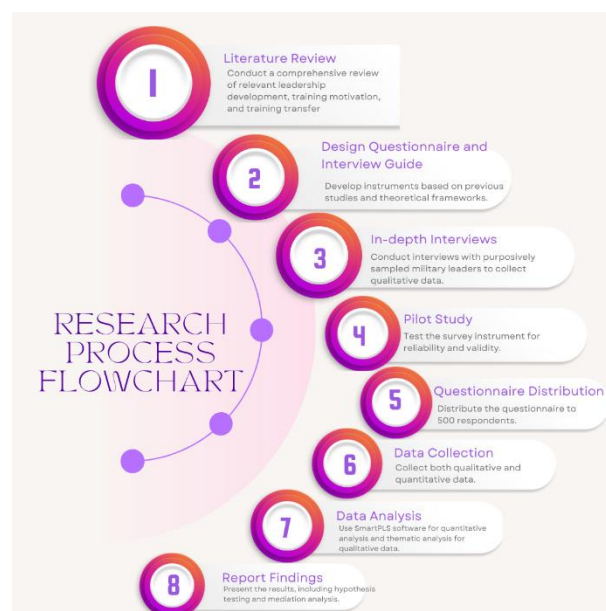 1
Literature Review
Conduct a comprehensive review
of relevant leadership
development, training motivation,
and training transfer
2
Design Questionnaire and
Interview Guide
Develop instruments based on previous
studies and theoretical frameworks.
3
In-depth Interviews
Conduct interviews with purposively
sampled military leaders to collect
qualitative data.
RESEARCH
PROCESS
FLOWCHART
4
Pilot Study
Test the survey instrument for
reliability and validity.
5
Questionnaire Distribution
Distribute the questionnaire to
500 respondents.
6
Data Collection
Collect both qualitative and
quantitative data.
7
Data Analysis
Use SmartPLS software for quantitative
analysis and thematic analysis for
qualitative data.
8
Report Findings
Present the results, including hypothesis
testing and mediation analysis.